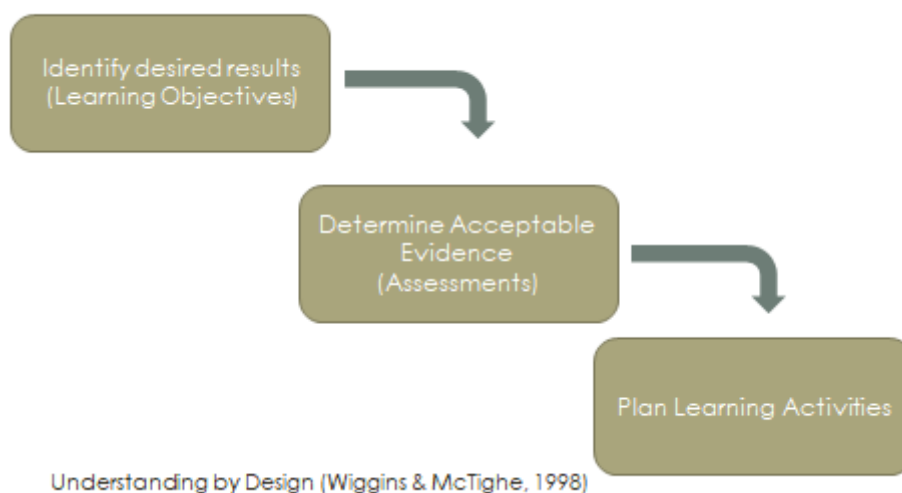 Identify desired results
(Learning Objectives)
Determine Acceptable
Evidence
(Assessments)
Plan Learning Activities
Understanding by Design (Wiggins & McTighe, 1998)